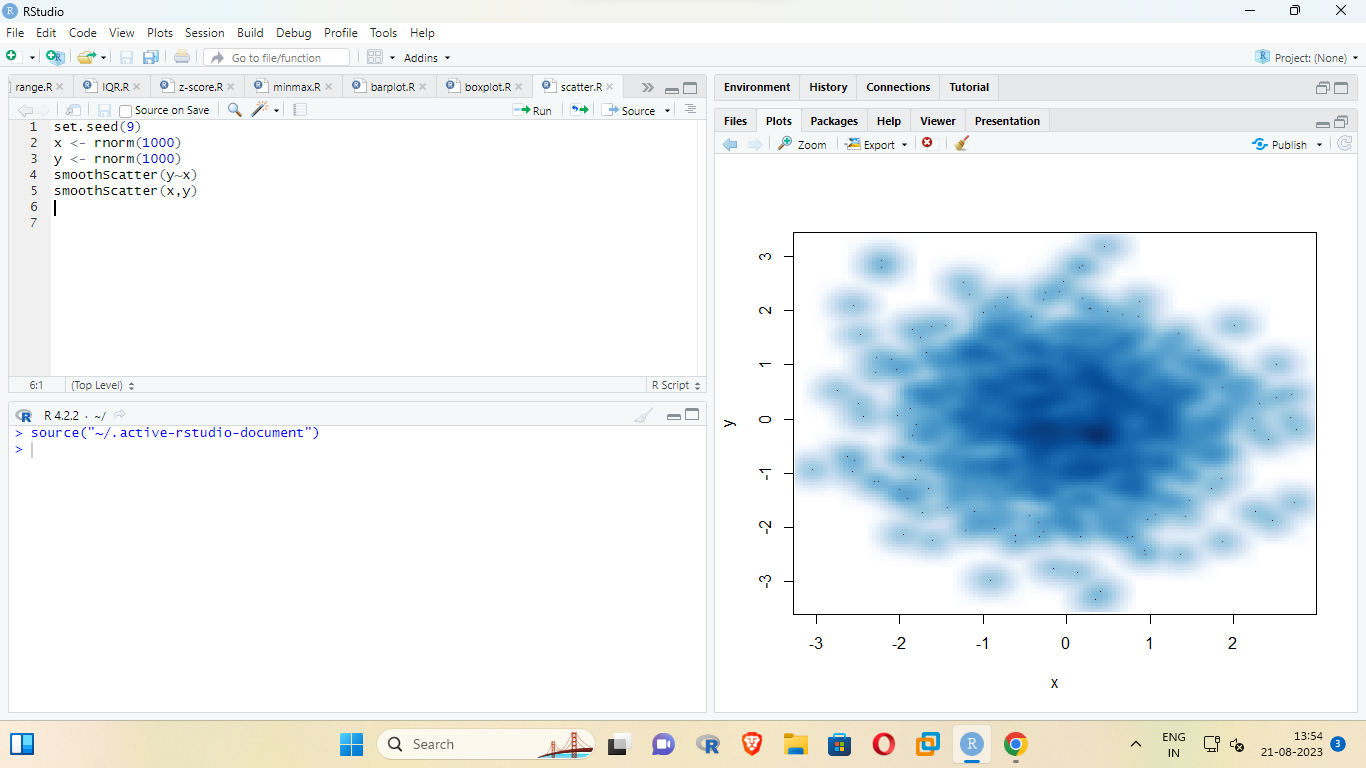 RStudio
File Edit Code View Plots Session Build Debug Profile Tools Help
Go to file/function Addins Project: (None)
range.R IQR.R z-score.R minmax.R barplot.R boxplot.R scatter.R
Source on Save Run Source
1 set.seed(9)
2 x <- rnorm(1000)
3 y <- rnorm(1000)
4 smoothScatter(y~x)
5 smoothScatter(x,y)
6
7
6:1 (Top Level) R Script
R 4.2.2 · ~/
> source("~/.active-rstudio-document")
>
Environment History Connections Tutorial
Files Plots Packages Help Viewer Presentation
Zoom Export Publish
3
2
1
0
-1
-2
-3
y
-3 -2 -1 0 1 2
x
Search
ENG
IN
13:54
21-08-2023
3